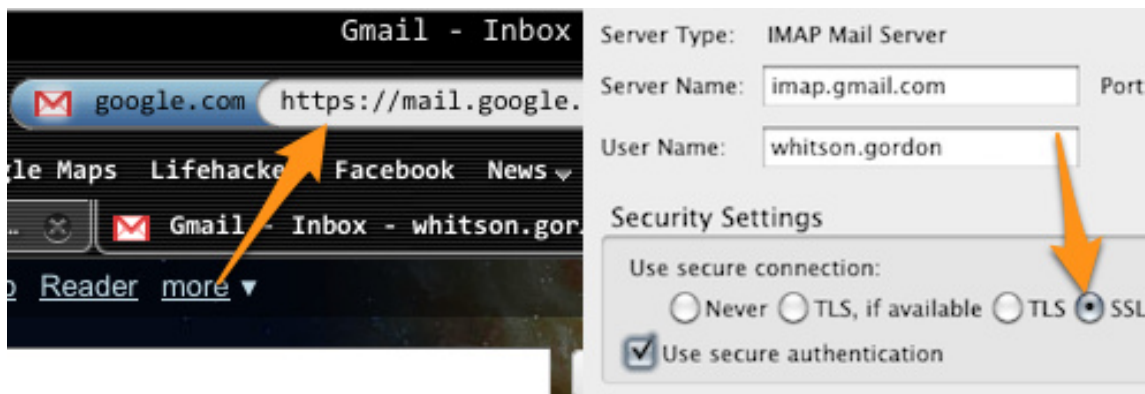 Gmail - Inbox
google.com https://mail.google.
gle Maps Lifehacke Facebook News
… Gmail - Inbox - whitson.gor
Reader more ▼
Server Type: IMAP Mail Server
Server Name: imap.gmail.com Port
User Name: whitson.gordon
Security Settings
Use secure connection:
Never TLS, if available TLS SSL
Use secure authentication